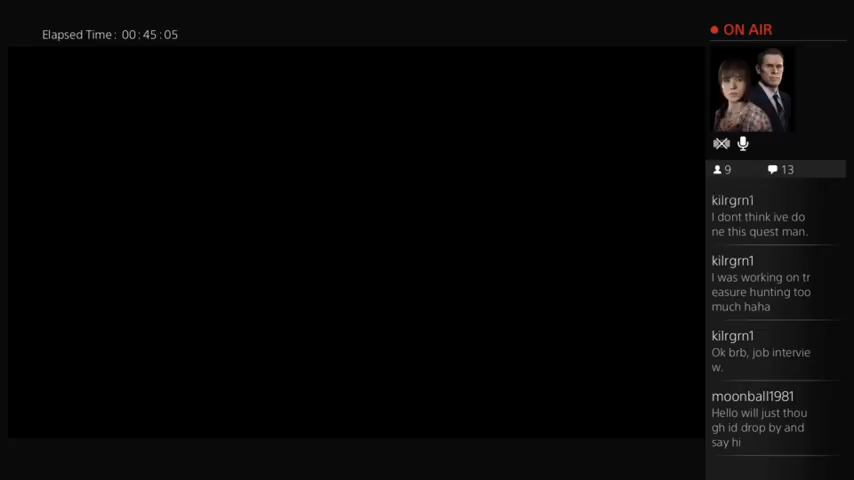 Elapsed Time: 00:45:05
ON AIR
9 13
kilrgrn1
I dont think ive do
ne this quest man.
kilrgrn1
I was working on tr
easure hunting too
much haha
kilrgrn1
Ok brb, job intervie
w.
moonball1981
Hello will just thou
gh id drop by and
say hi